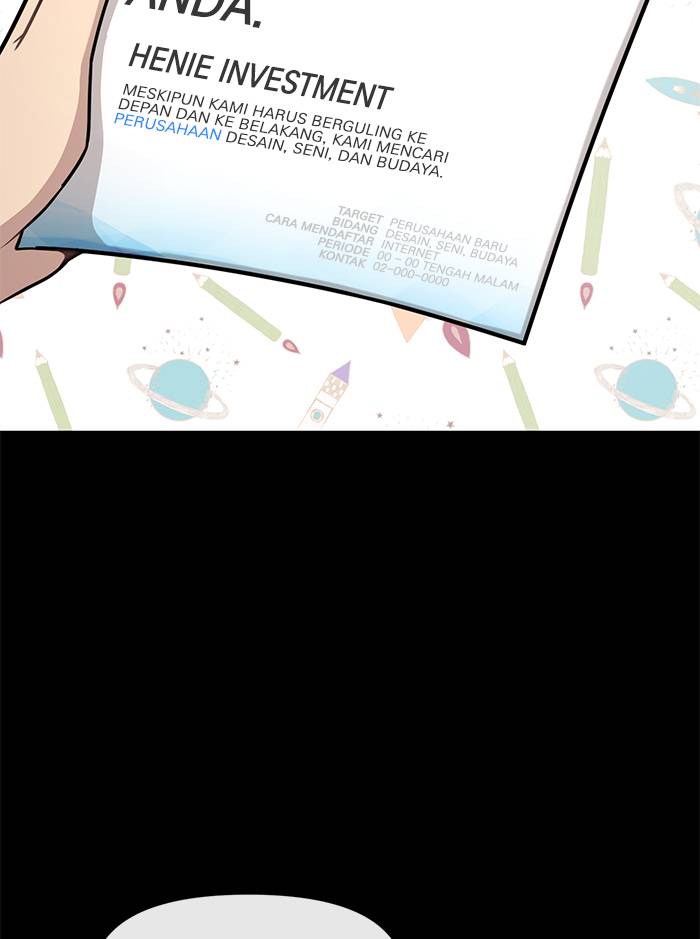 ANDA.
HENIE INVESTMENT
MESKIPUN KAMI HARUS BERGULING KE
DEPAN DAN KE BELAKANG, KAMI MENCARI
PERUSAHAAN DESAIN, SENI, DAN BUDAYA.
TARGET PERUSAHAAN BARU
BIDANG DESAIN, SENI, BUDAYA
CARA MENDAFTAR INTERNET
PERIODE 00 - 00 TENGAH MALAM
KONTAK 02-000-0000